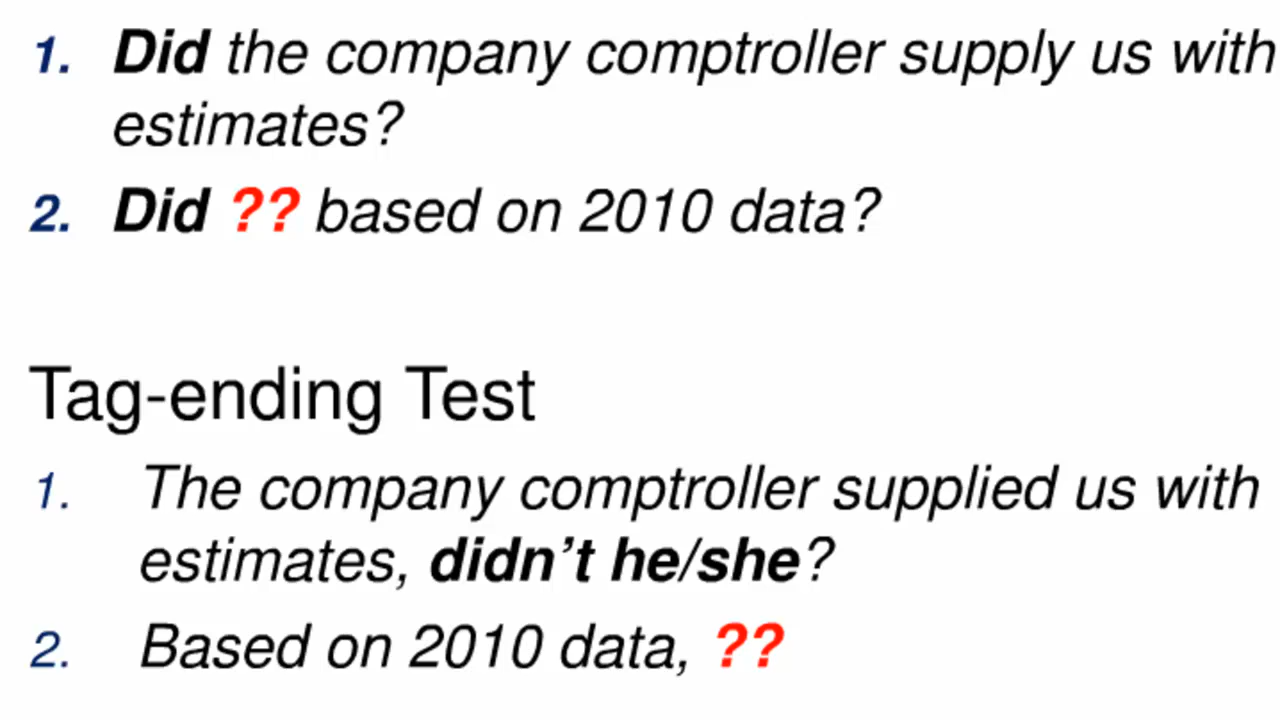 1. Did the company comptroller supply us with
estimates?
2. Did ?? based on 2010 data?
Tag-ending Test
1. The company comptroller supplied us with
estimates, didn't he/she?
2. Based on 2010 data, ??